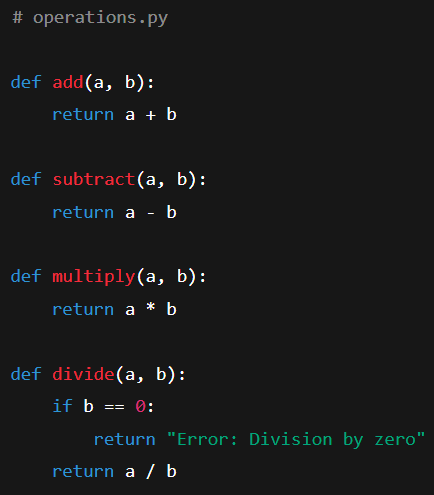 # operations.py
def add(a, b):
    return a + b
def subtract(a, b):
    return a - b
def multiply(a, b):
    return a * b
def divide(a, b):
    if b == 0:
        return "Error: Division by zero"
    return a / b